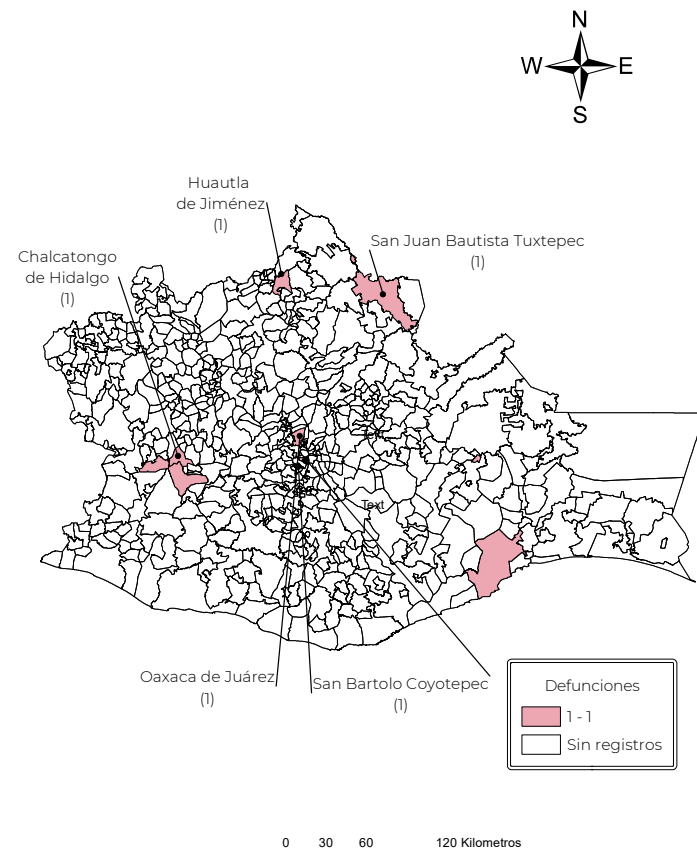 N
W E
S
Huautla
de Jiménez
(1)
San Juan Bautista Tuxtepec
(1)
Chalcatongo
de Hidalgo
(1)
Text
Oaxaca de Juárez
(1)
San Bartolo Coyotepec
(1)
Defunciones
1 - 1
Sin registros
0 30 60 120 Kilometros